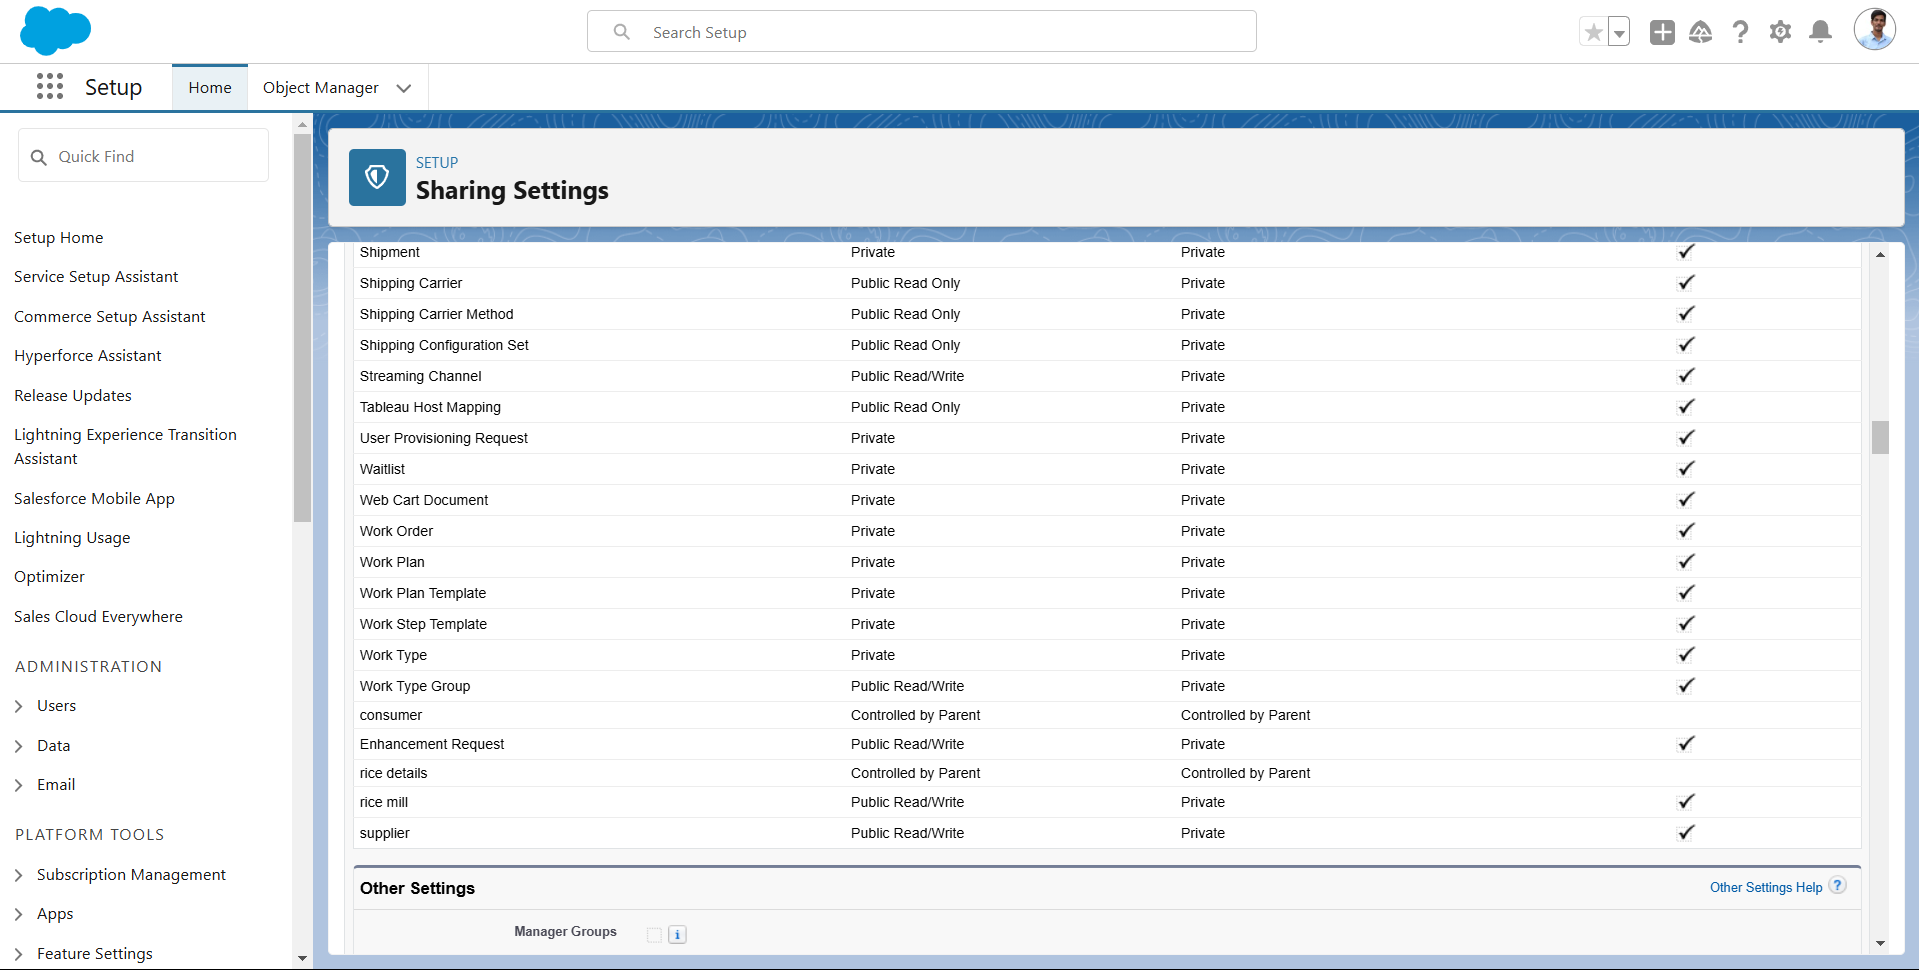 Search Setup
Setup
Home
Object Manager
Quick Find
Setup Home
Service Setup Assistant
Commerce Setup Assistant
Hyperforce Assistant
Release Updates
Lightning Experience Transition
Assistant
Salesforce Mobile App
Lightning Usage
Optimizer
Sales Cloud Everywhere
ADMINISTRATION
Users
Data
Email
PLATFORM TOOLS
Subscription Management
Apps
Feature Settings
SETUP
Sharing Settings
Shipment Private Private
Shipping Carrier Public Read Only Private
Shipping Carrier Method Public Read Only Private
Shipping Configuration Set Public Read Only Private
Streaming Channel Public Read/Write Private
Tableau Host Mapping Public Read Only Private
User Provisioning Request Private Private
Waitlist Private Private
Web Cart Document Private Private
Work Order Private Private
Work Plan Private Private
Work Plan Template Private Private
Work Step Template Private Private
Work Type Private Private
Work Type Group Public Read/Write Private
consumer Controlled by Parent Controlled by Parent
Enhancement Request Public Read/Write Private
rice details Controlled by Parent Controlled by Parent
rice mill Public Read/Write Private
supplier Public Read/Write Private
Other Settings
Other Settings Help ?
Manager Groups